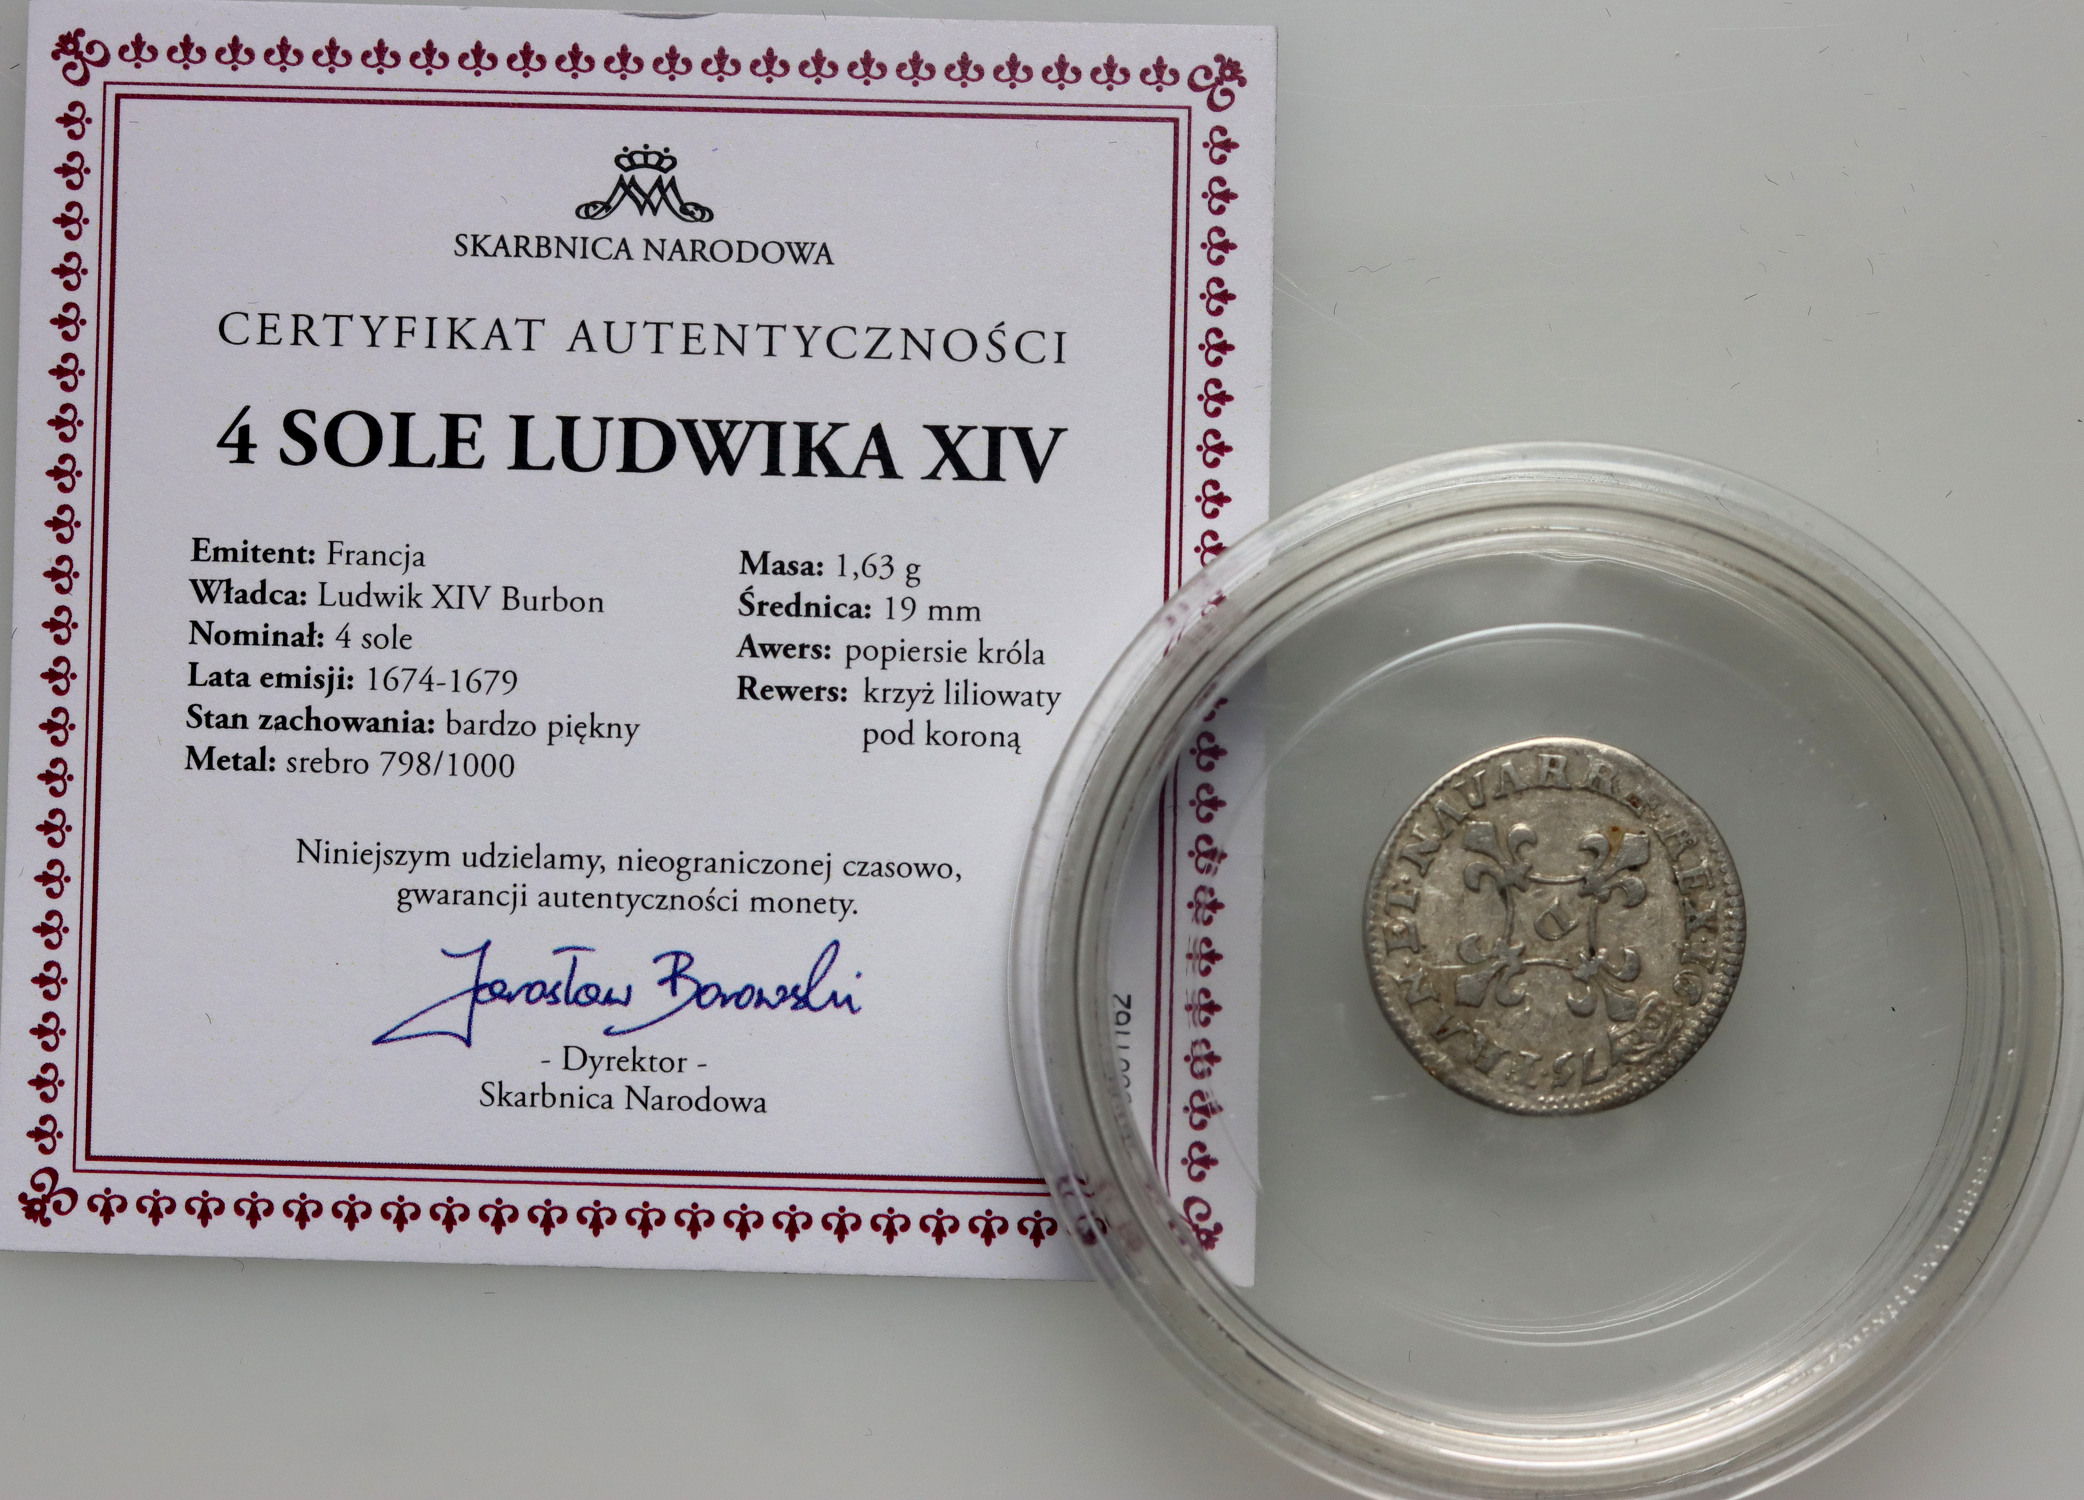 SKARBNICA NARODOWA
CERTYFIKAT AUTENTYCZNOŚCI
4 SOLE LUDWIKA XIV
Emitent: Francja
Władca: Ludwik XIV Burbon
Nominał: 4 sole
Lata emisji: 1674-1679
Stan zachowania: bardzo piękny
Metal: srebro 798/1000
Masa: 1,63 g
Średnica: 19 mm
Awers: popiersie króla
Rewers: krzyż liliowaty
pod koroną
Niniejszym udzielamy, nieograniczonej czasowo,
gwarancji autentyczności monety.
Jarosław Borowski
- Dyrektor -
Skarbnica Narodowa
FRAN·ET·NAVARR·REX·16 75
D